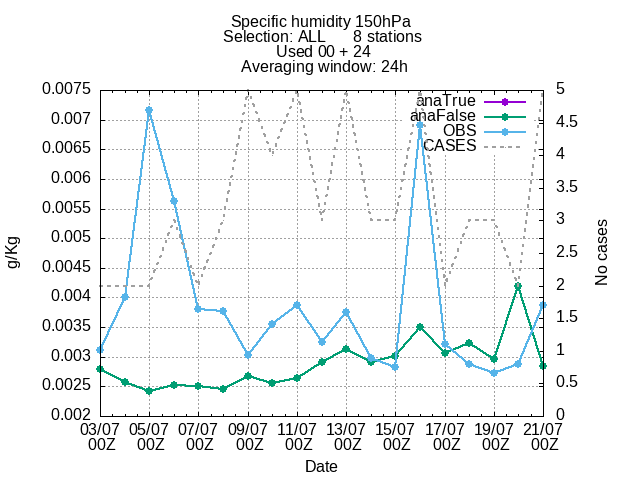 Specific humidity 150hPa
Selection: ALL 8 stations
Used 00 + 24
Averaging window: 24h
0.0075
0.007
0.0065
0.006
0.0055
0.005
0.0045
0.004
0.0035
0.003
0.0025
0.002
g/Kg
anaTrue
anaFalse
OBS
CASES
5
4.5
4
3.5
3
2.5
2
1.5
1
0.5
0
No cases
03/07 05/07 07/07 09/07 11/07 13/07 15/07 17/07 19/07 21/07
00Z 00Z 00Z 00Z 00Z 00Z 00Z 00Z 00Z 00Z
Date